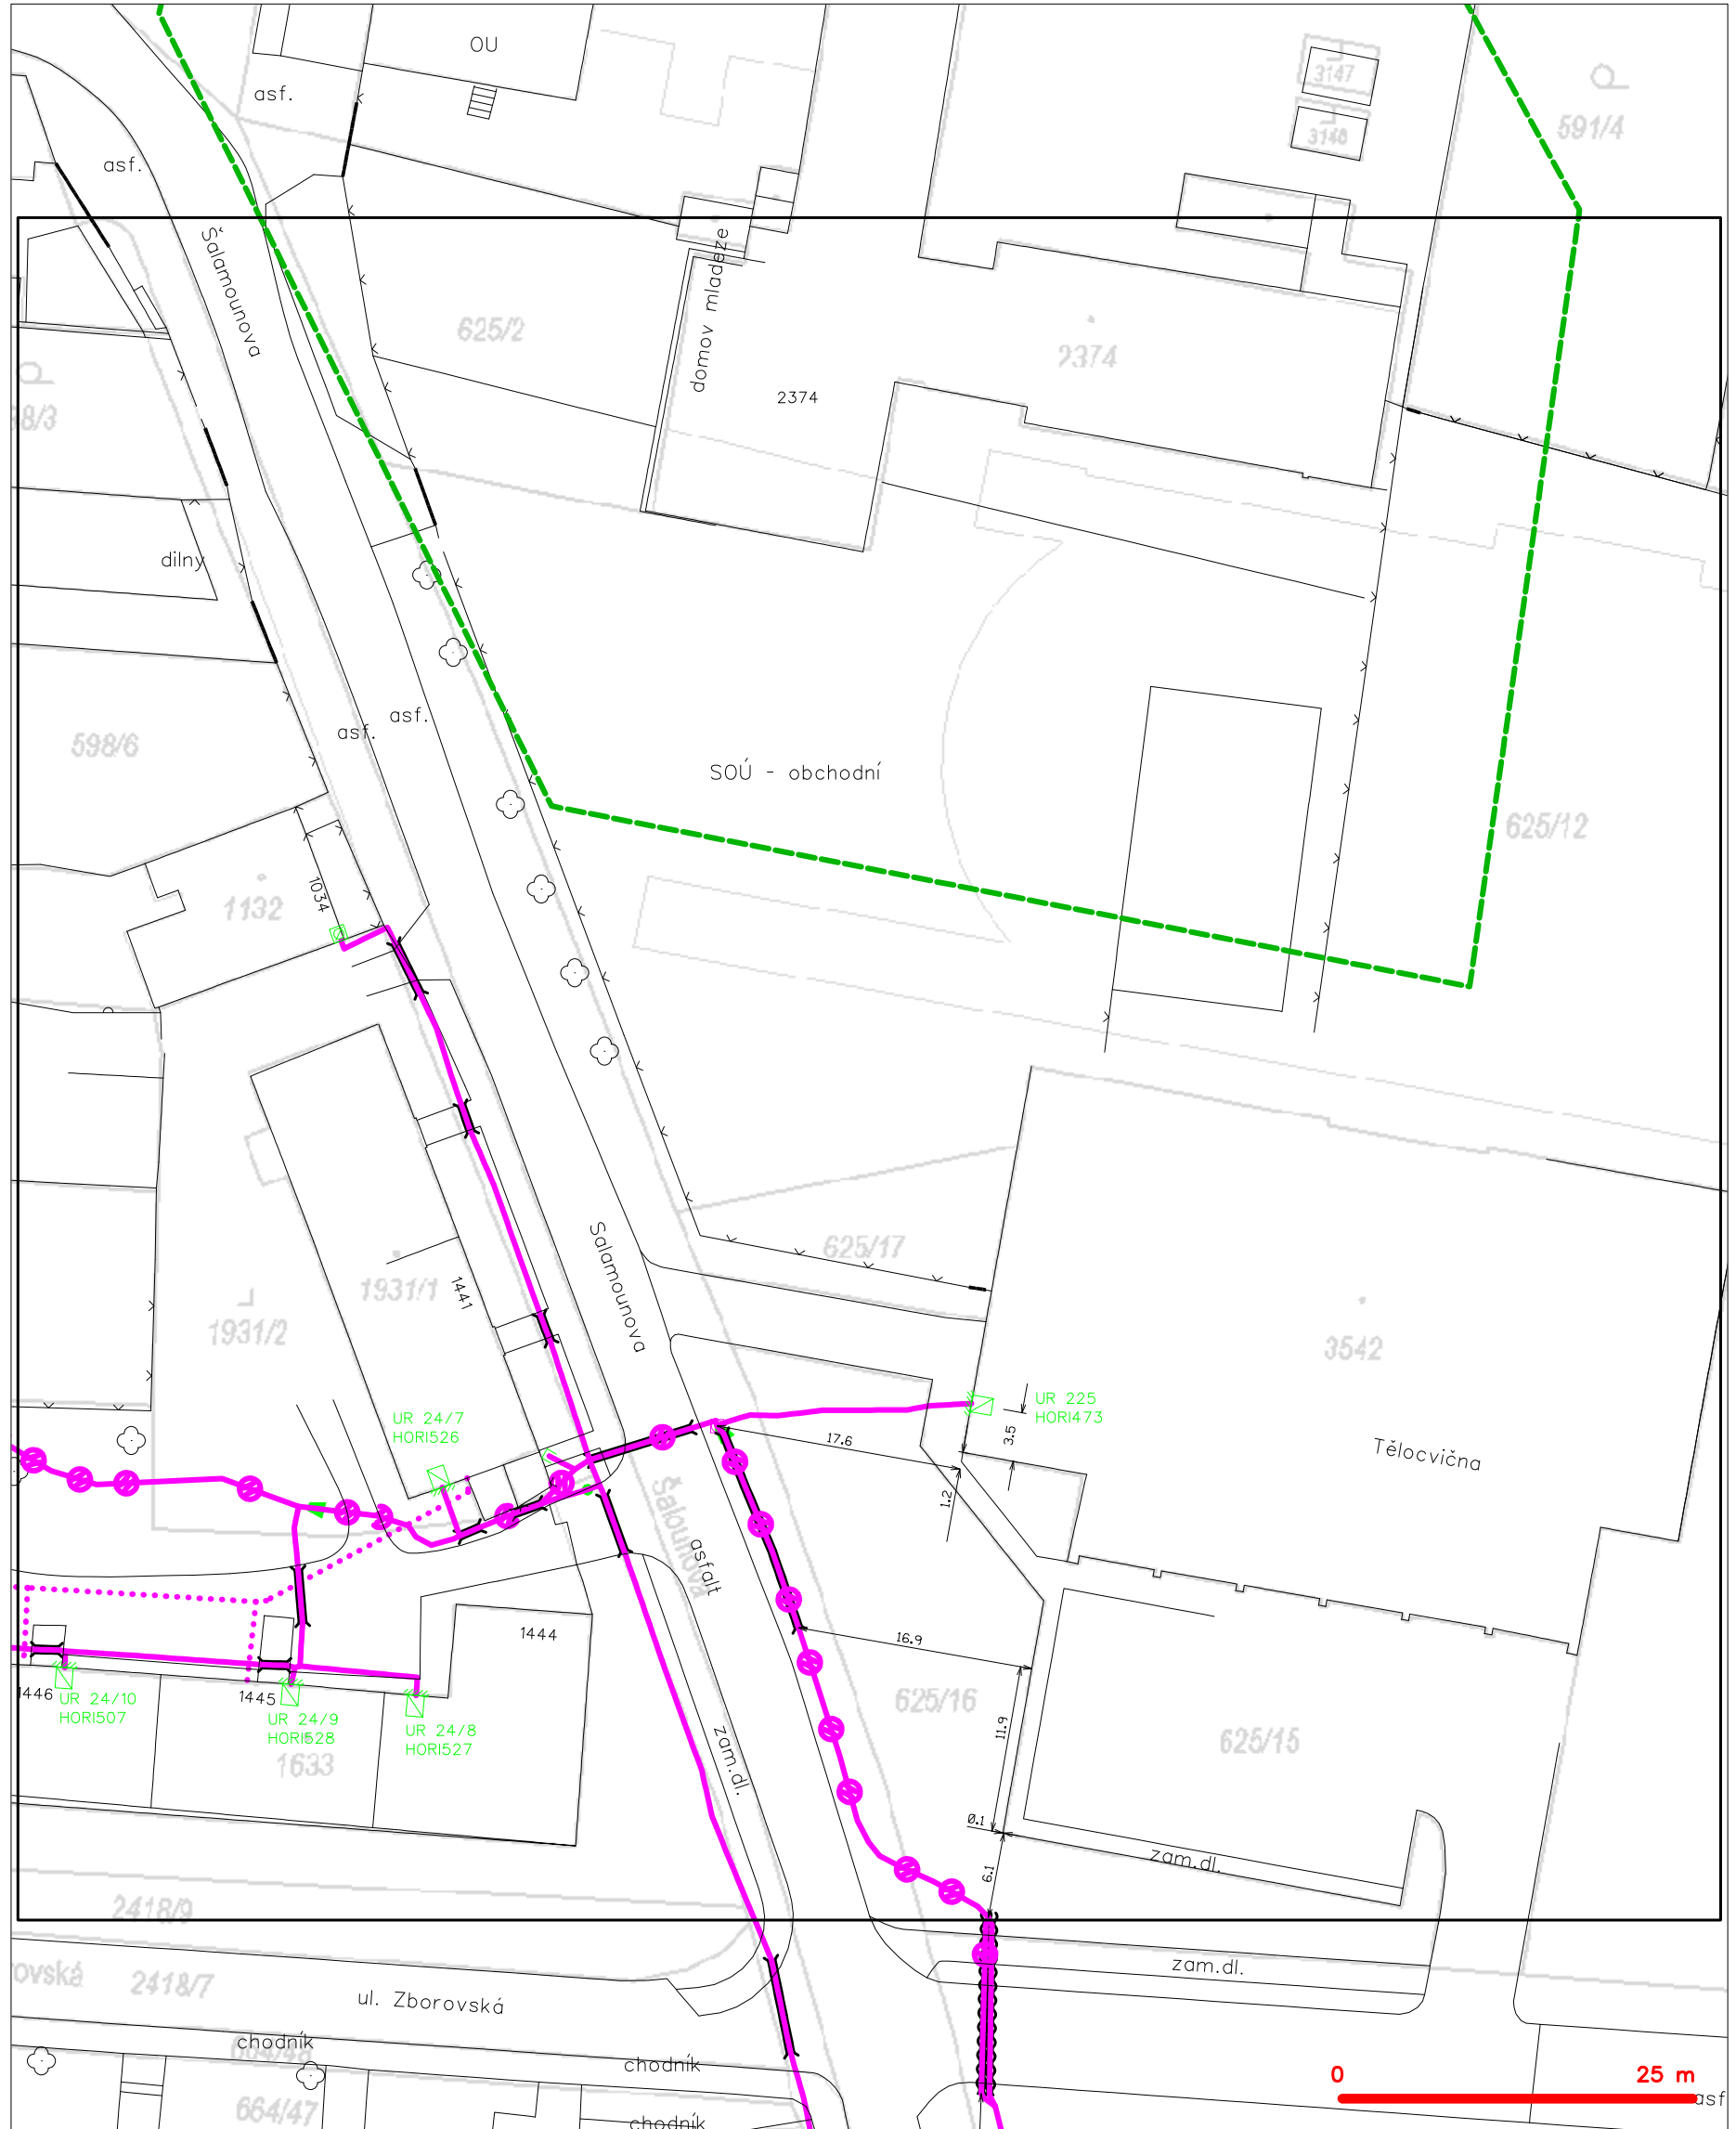 OU
asf.
3147
3148
591/4
asf.
Šalamounova
domov mladeze
625/2
2374
2374
dilny
asf.
asf.
598/6
SOÚ - obchodní
625/12
1132
1034
Salamounova
625/17
1931/1
1441
1931/2
3542
UR 24/7
HORI526
UR 225
HORI473
3.5
17.6
1.2
Tělocvična
Šalounova
asfalt
1444
16.9
1446
UR 24/10
HORI507
1445
UR 24/9
HORI528
UR 24/8
HORI527
1633
zam.dl.
625/16
11.9
625/15
0.1
6.1
zam.dl.
2418/9
ovská
2418/7
ul. Zborovská
zam.dl.
chodník
664/48
chodník
664/47
chodník
0
25 m
asf